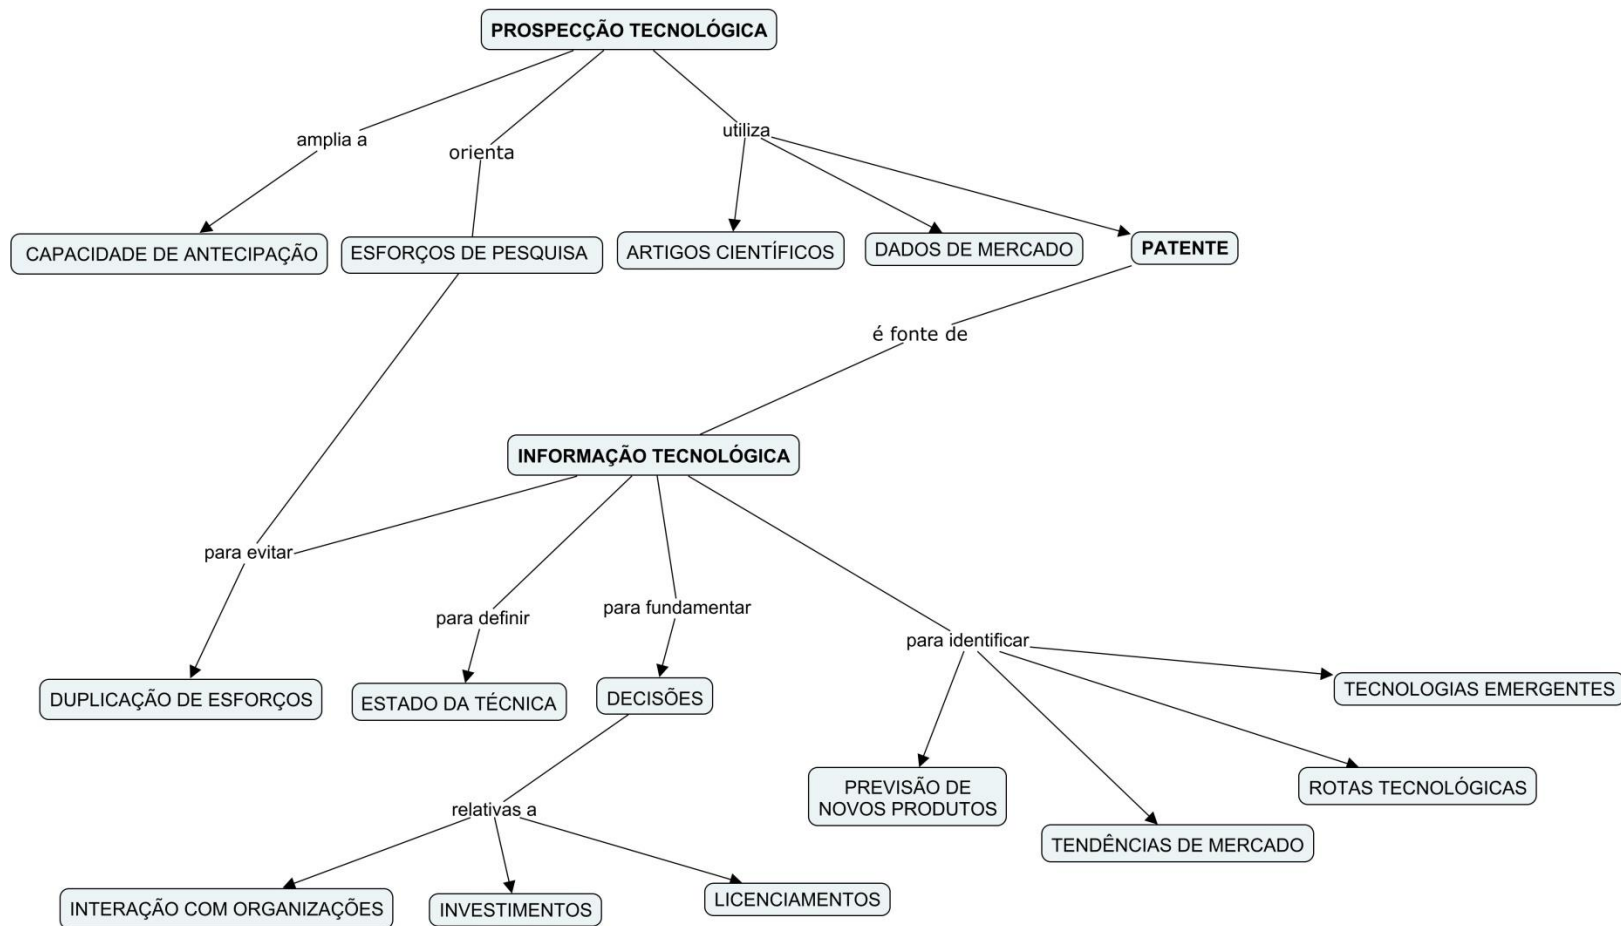 PROSPECÇÃO TECNOLÓGICA
amplia a
orienta
utiliza
CAPACIDADE DE ANTECIPAÇÃO
ESFORÇOS DE PESQUISA
ARTIGOS CIENTÍFICOS
DADOS DE MERCADO
PATENTE
é fonte de
INFORMAÇÃO TECNOLÓGICA
para evitar
para definir
para fundamentar
para identificar
DUPLICAÇÃO DE ESFORÇOS
ESTADO DA TÉCNICA
DECISÕES
TECNOLOGIAS EMERGENTES
PREVISÃO DE
NOVOS PRODUTOS
ROTAS TECNOLÓGICAS
TENDÊNCIAS DE MERCADO
relativas a
INTERAÇÃO COM ORGANIZAÇÕES
INVESTIMENTOS
LICENCIAMENTOS